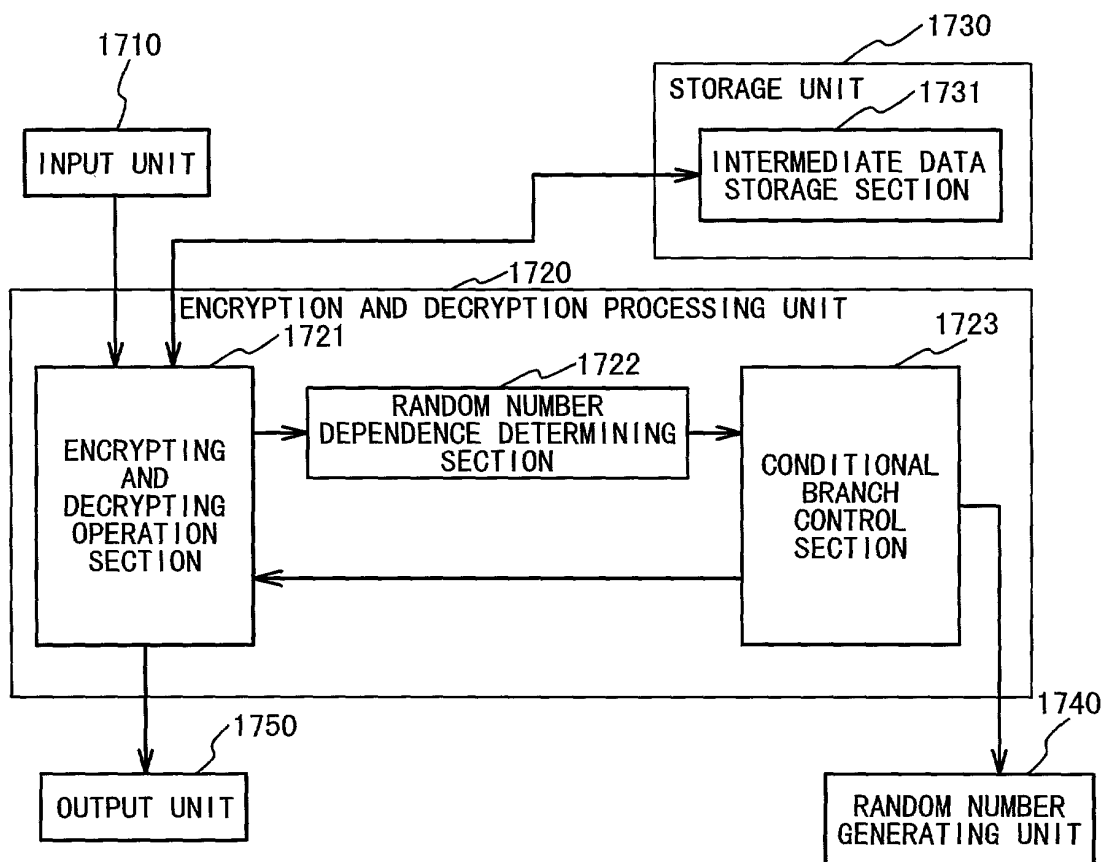 1710
1730
STORAGE UNIT
1731
INPUT UNIT
INTERMEDIATE DATA
STORAGE SECTION
1720
ENCRYPTION AND DECRYPTION PROCESSING UNIT
1721
1722
1723
RANDOM NUMBER
DEPENDENCE DETERMINING
SECTION
ENCRYPTING
AND
DECRYPTING
OPERATION
SECTION
CONDITIONAL
BRANCH
CONTROL
SECTION
1750
1740
OUTPUT UNIT
RANDOM NUMBER
GENERATING UNIT